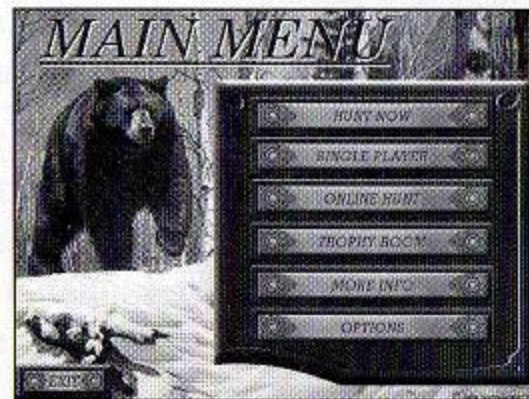 MAIN MENU
HUNT NOW
SINGLE PLAYER
ONLINE HUNT
TROPHY ROOM
MORE INFO
OPTIONS
EXIT